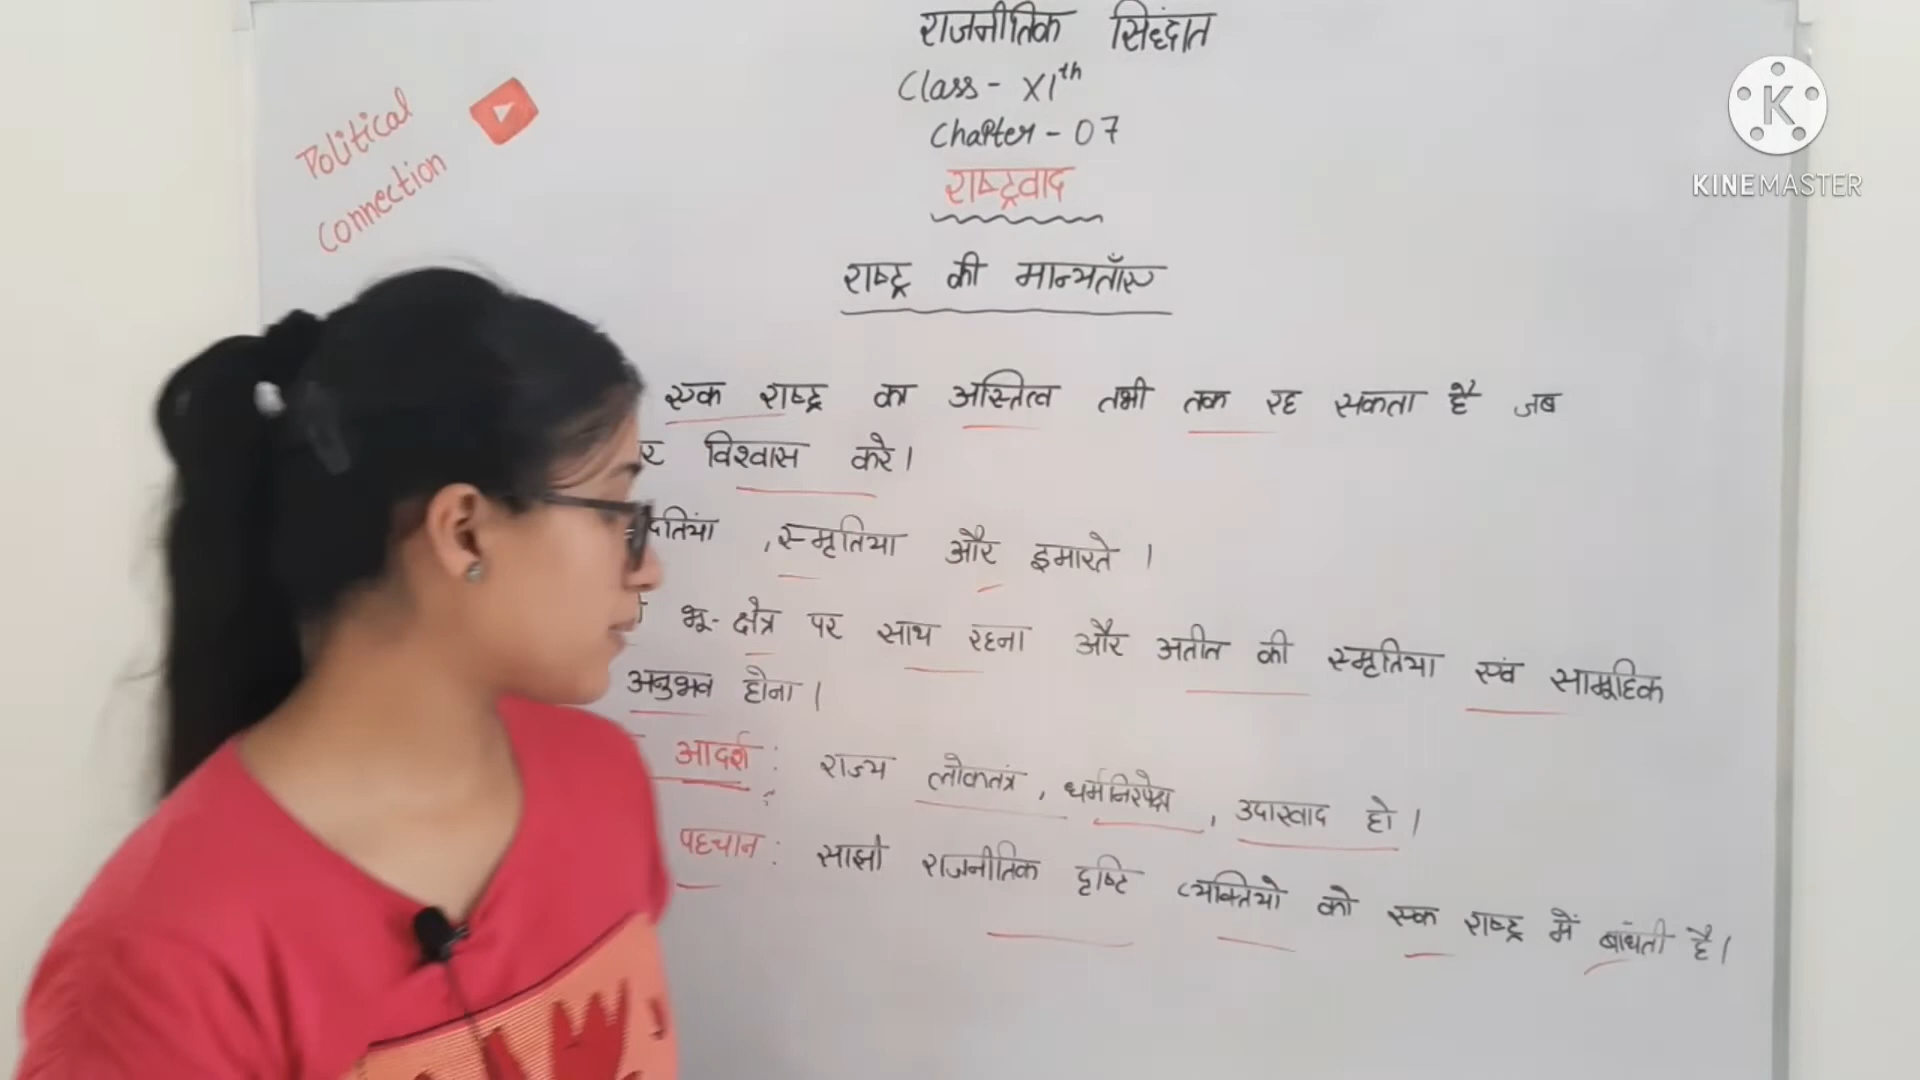 राजनीतिक सिद्धांत
Class - XIth
Chapter - 07
राष्ट्रवाद
Political
Connection
KINEMASTER
राष्ट्र की मान्यताँए
एक राष्ट्र का अस्तित्व तभी तक रह सकता है जब
विश्वास करे।
, स्मृतिया और इमारते ।
भू-क्षेत्र पर साथ रहना और अतीत की स्मृतिया एवं सामूहिक
अनुभव होना।
आदर्श : राज्य लोकतंत्र, धर्मनिरपेक्ष, उदारवाद हो।
पहचान : साझी राजनीतिक दृष्टि व्यक्तियो को एक राष्ट्र में बांधती है।